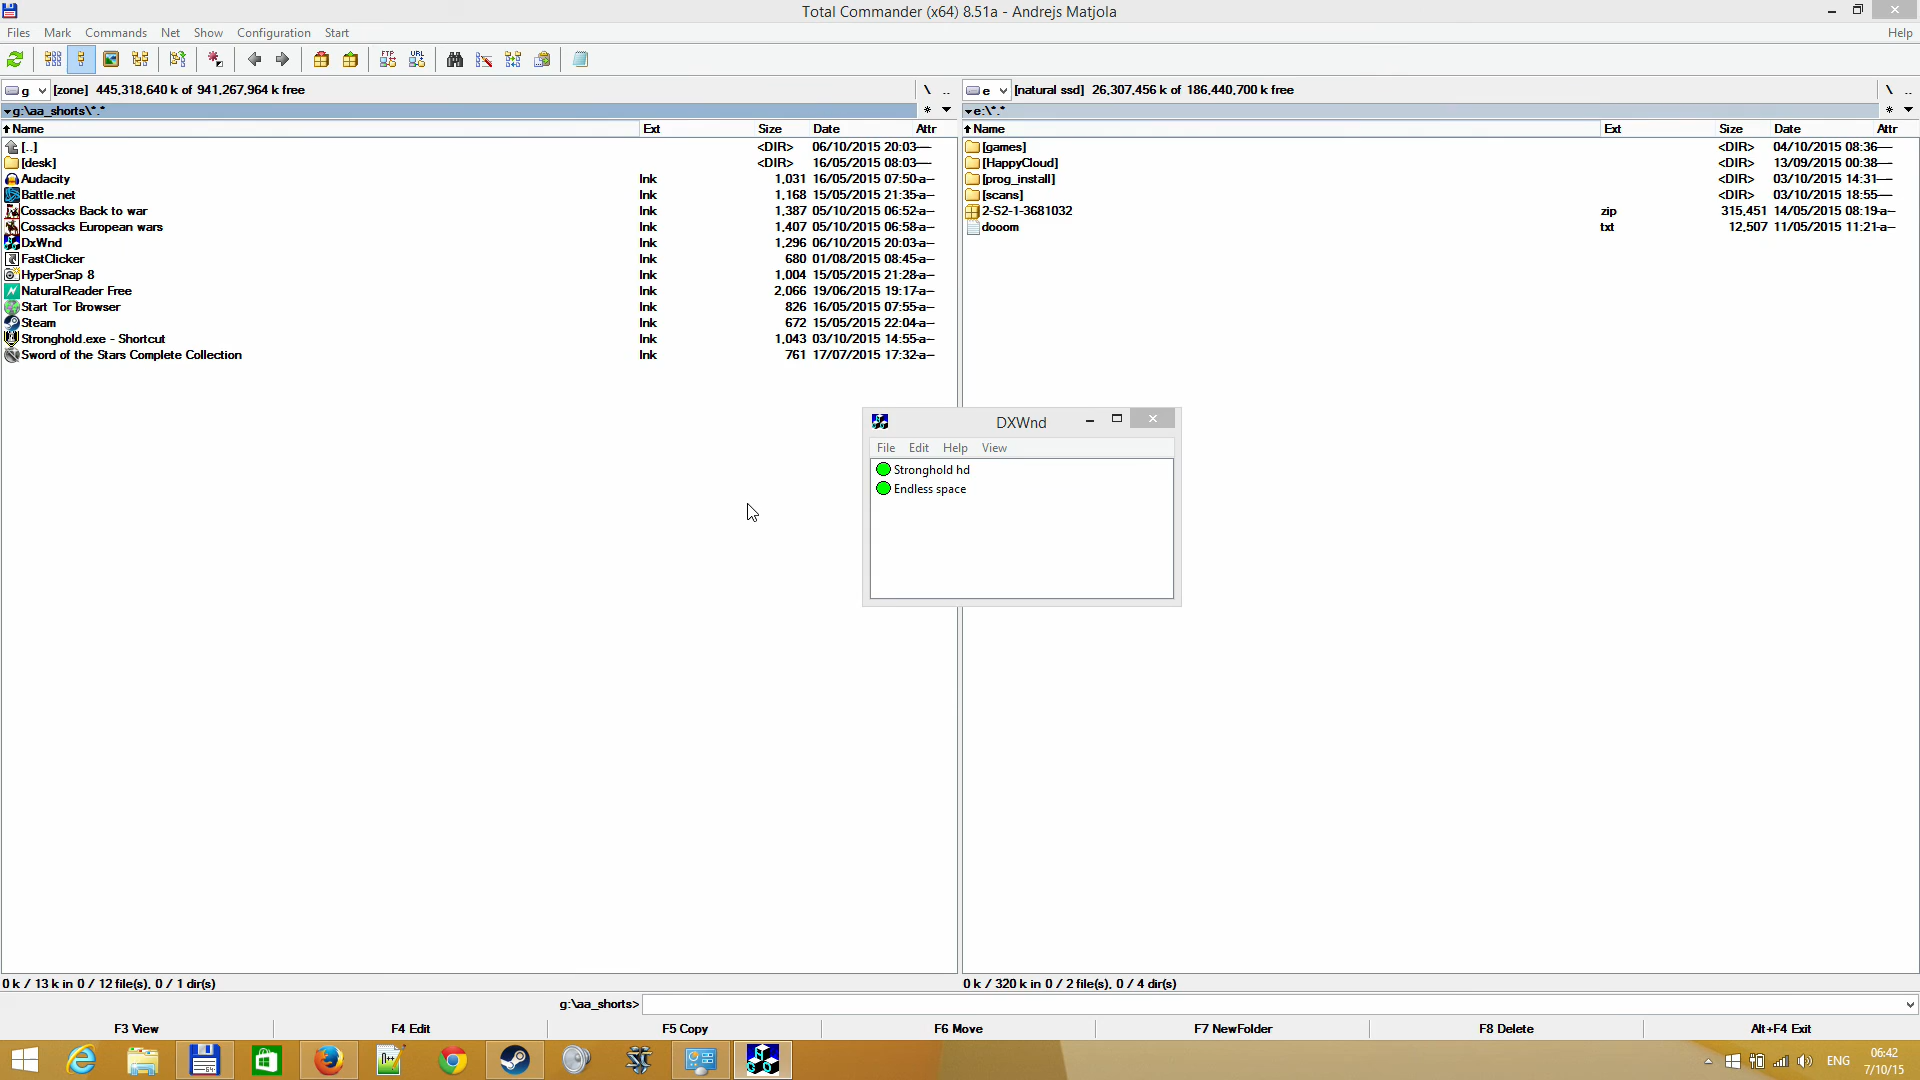 Total Commander (x64) 8.51a - Andrejs Matjola
Files Mark Commands Net Show Configuration Start Help
FTP URL
g [zone] 445,318,640 k of 941,267,964 k free \ ..
g:\aa_shorts\*.* *
Name Ext Size Date Attr
[..] <DIR> 06/10/2015 20:03----
[desk] <DIR> 16/05/2015 08:03----
Audacity lnk 1,031 16/05/2015 07:50-a--
Battle.net lnk 1,168 15/05/2015 21:35-a--
Cossacks Back to war lnk 1,387 05/10/2015 06:52-a--
Cossacks European wars lnk 1,407 05/10/2015 06:58-a--
DxWnd lnk 1,296 06/10/2015 20:03-a--
FastClicker lnk 680 01/08/2015 08:45-a--
HyperSnap 8 lnk 1,004 15/05/2015 21:28-a--
NaturalReader Free lnk 2,066 19/06/2015 19:17-a--
Start Tor Browser lnk 826 16/05/2015 07:55-a--
Steam lnk 672 15/05/2015 22:04-a--
Stronghold.exe - Shortcut lnk 1,043 03/10/2015 14:55-a--
Sword of the Stars Complete Collection lnk 761 17/07/2015 17:32-a--
0 k / 13 k in 0 / 12 file(s), 0 / 1 dir(s)
e [natural ssd] 26,307,456 k of 186,440,700 k free \ ..
e:\*.* *
Name Ext Size Date Attr
[games] <DIR> 04/10/2015 08:36----
[HappyCloud] <DIR> 13/09/2015 00:38----
[prog_install] <DIR> 03/10/2015 14:31----
[scans] <DIR> 03/10/2015 18:55----
2-S2-1-3681032 zip 315,451 14/05/2015 08:19-a--
dooom txt 12,507 11/05/2015 11:21-a--
0 k / 320 k in 0 / 2 file(s), 0 / 4 dir(s)
DXWnd
File Edit Help View
Stronghold hd
Endless space
g:\aa_shorts>
F3 View F4 Edit F5 Copy F6 Move F7 NewFolder F8 Delete Alt+F4 Exit
ENG
06:42
7/10/15